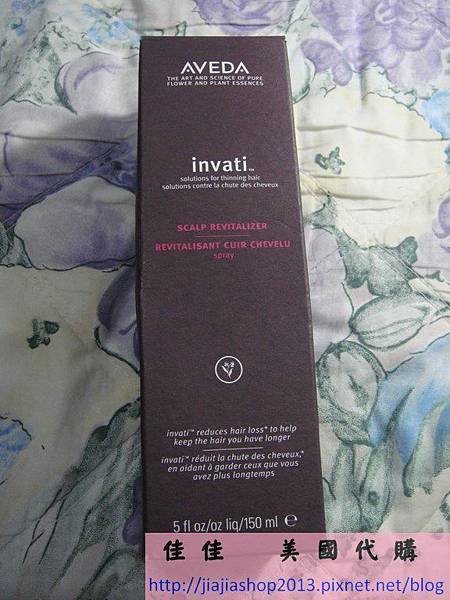 AVEDA
THE ART AND SCIENCE OF PURE
FLOWER AND PLANT ESSENCES
invati™
solutions for thinning hair
solutions contre la chute des cheveux
SCALP REVITALIZER
REVITALISANT CUIR CHEVELU
spray
invati™ reduces hair loss* to help
keep the hair you have longer
invati™ réduit la chute des cheveux,*
en aidant à garder ceux que vous
avez plus longtemps
5 fl oz/oz liq/150 ml ℮
佳佳 美國代購
http://jiajiashop2013.pixnet.net/blog